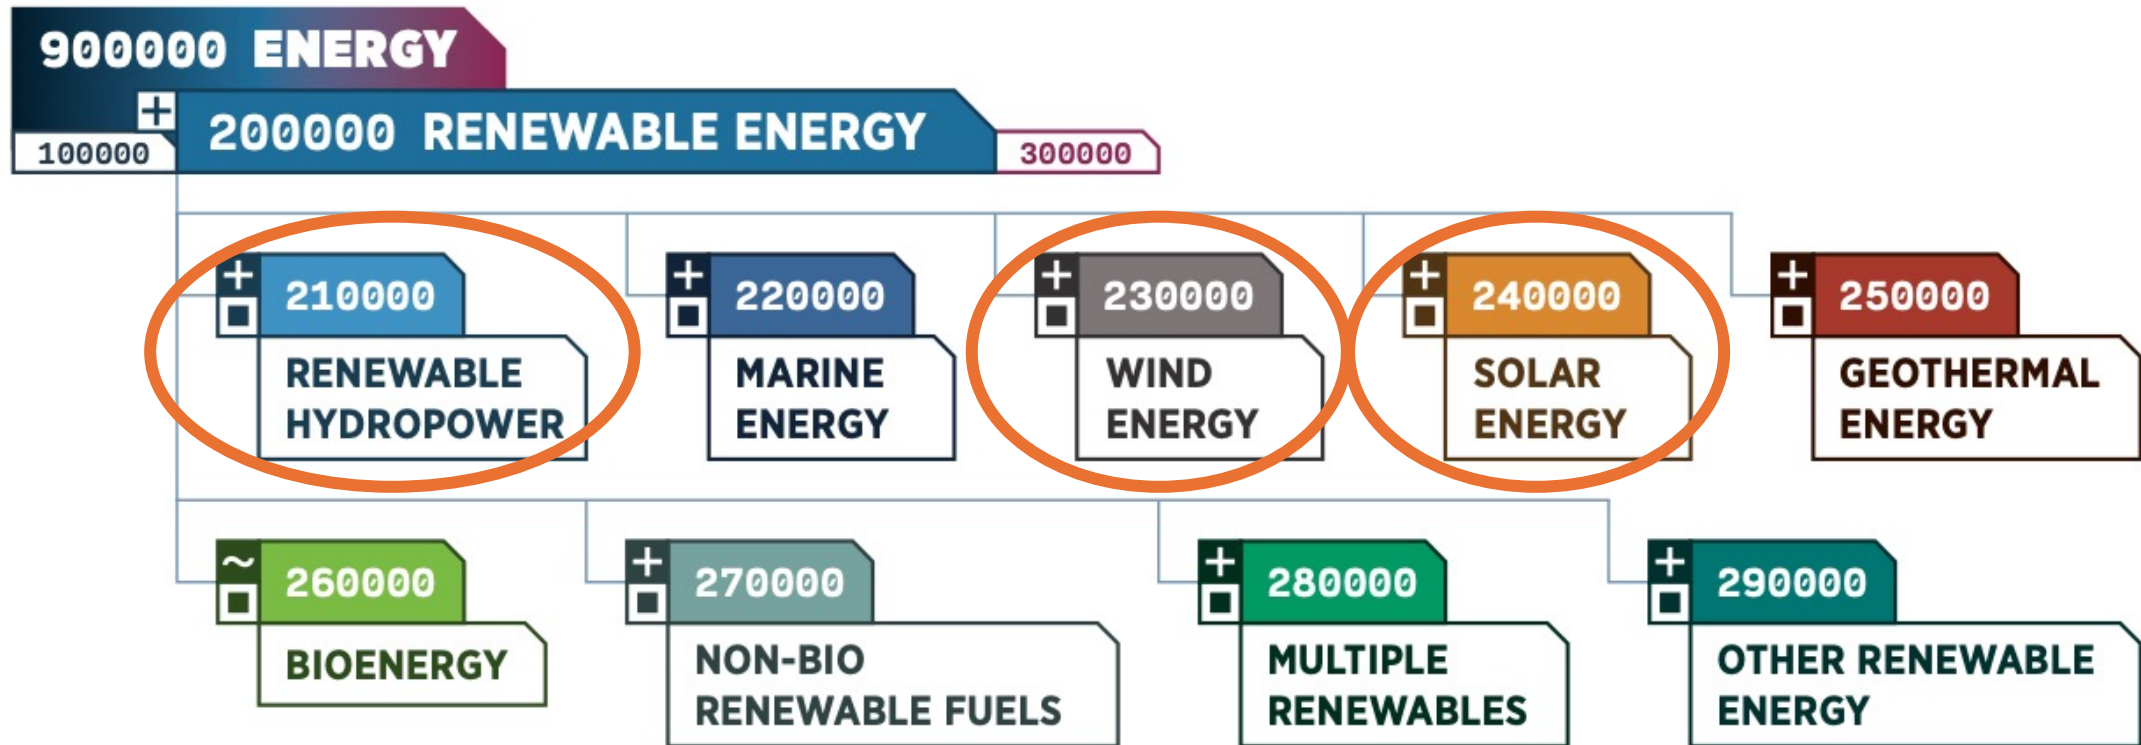 900000 ENERGY
100000
200000 RENEWABLE ENERGY
300000
210000
RENEWABLE
HYDROPOWER
220000
MARINE
ENERGY
230000
WIND
ENERGY
240000
SOLAR
ENERGY
250000
GEOTHERMAL
ENERGY
260000
BIOENERGY
270000
NON-BIO
RENEWABLE FUELS
280000
MULTIPLE
RENEWABLES
290000
OTHER RENEWABLE
ENERGY